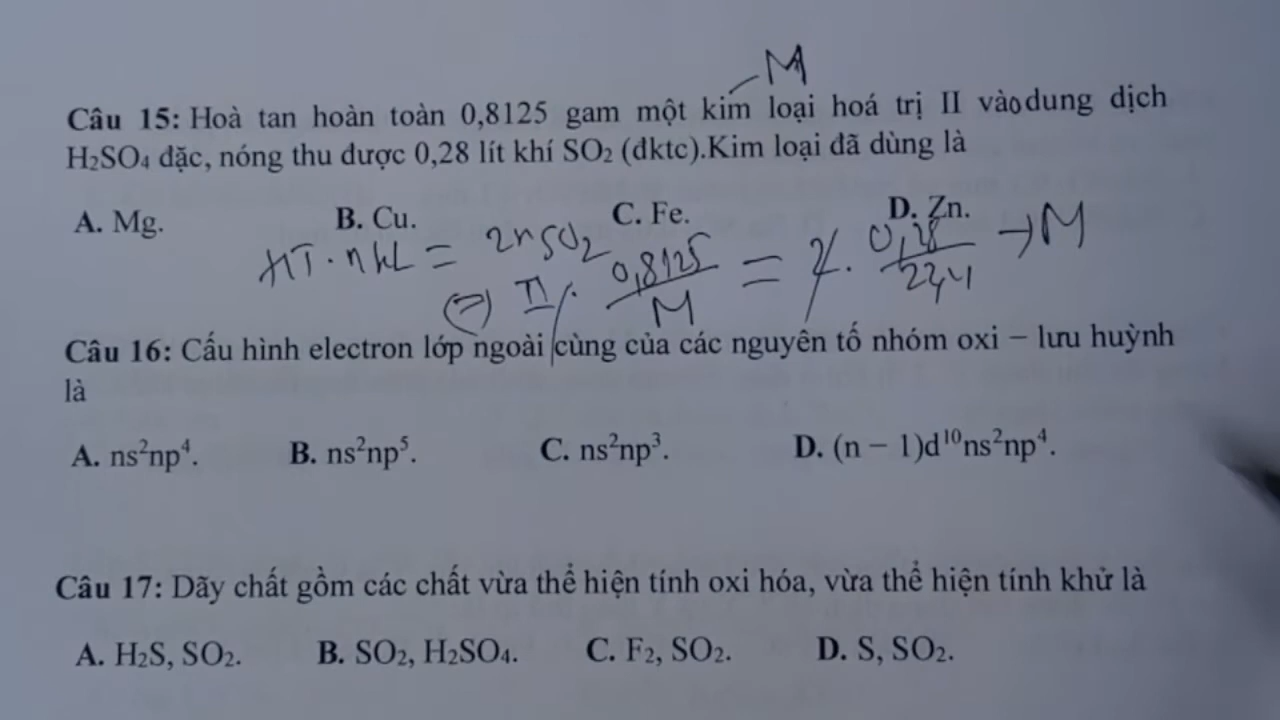 M
Câu 15: Hoà tan hoàn toàn 0,8125 gam một kim loại hoá trị II vào dung dịch
H₂SO₄ đặc, nóng thu được 0,28 lít khí SO₂ (đktc).Kim loại đã dùng là
A. Mg. B. Cu. C. Fe. D. Zn.
HT. nKL = 2nSO₂
(=) II. 0,8125/M = 2. 0,28/22,4 → M
Câu 16: Cấu hình electron lớp ngoài cùng của các nguyên tố nhóm oxi − lưu huỳnh
là
A. ns²np⁴. B. ns²np⁵. C. ns²np³. D. (n − 1)d¹⁰ns²np⁴.
Câu 17: Dãy chất gồm các chất vừa thể hiện tính oxi hóa, vừa thể hiện tính khử là
A. H₂S, SO₂. B. SO₂, H₂SO₄. C. F₂, SO₂. D. S, SO₂.